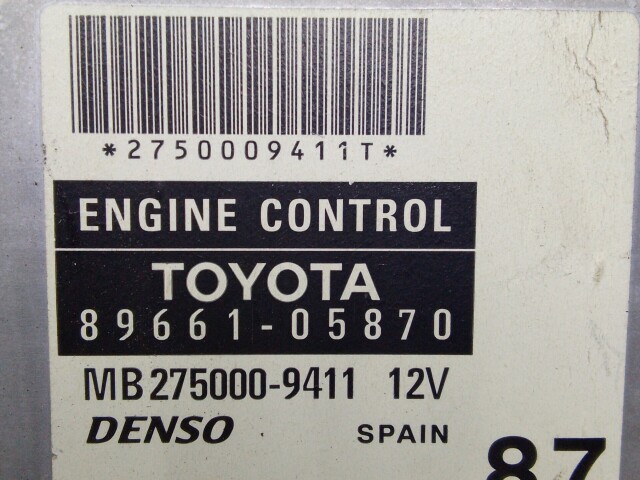 *2750009411T*
ENGINE CONTROL
TOYOTA
89661-05870
MB275000-9411 12V
DENSO SPAIN
87